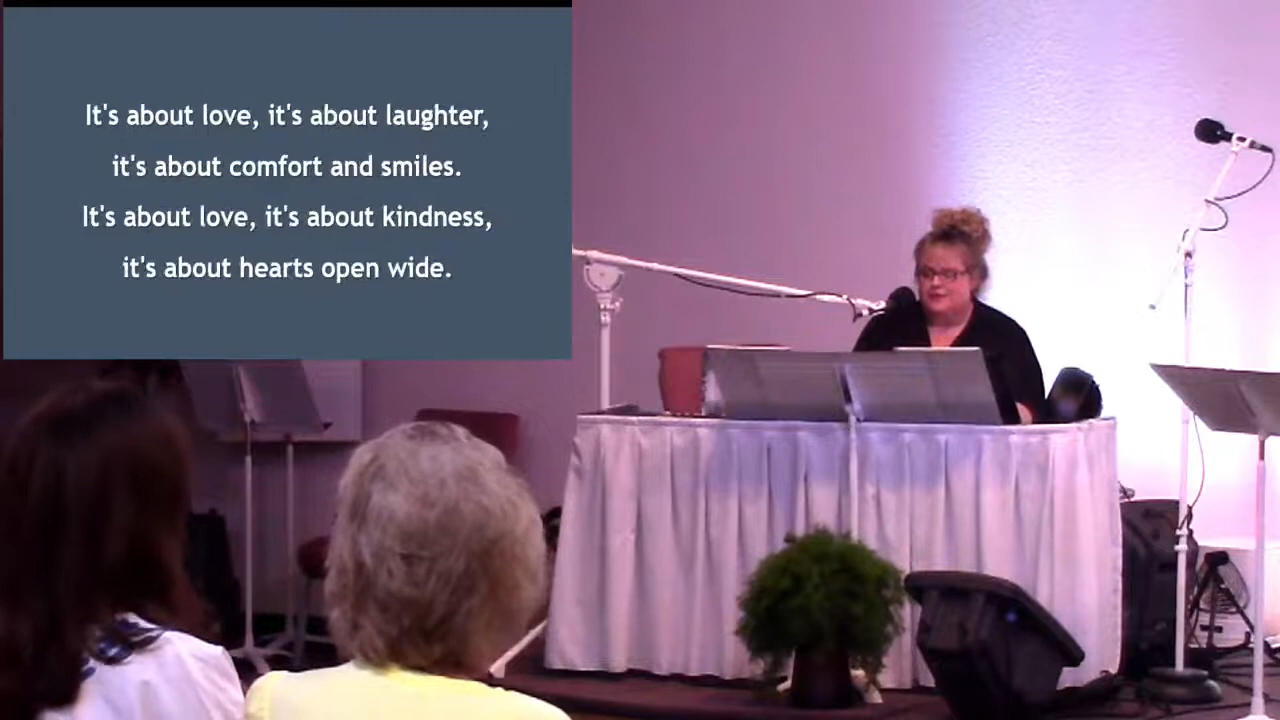 It's about love, it's about laughter,
it's about comfort and smiles.
It's about love, it's about kindness,
it's about hearts open wide.